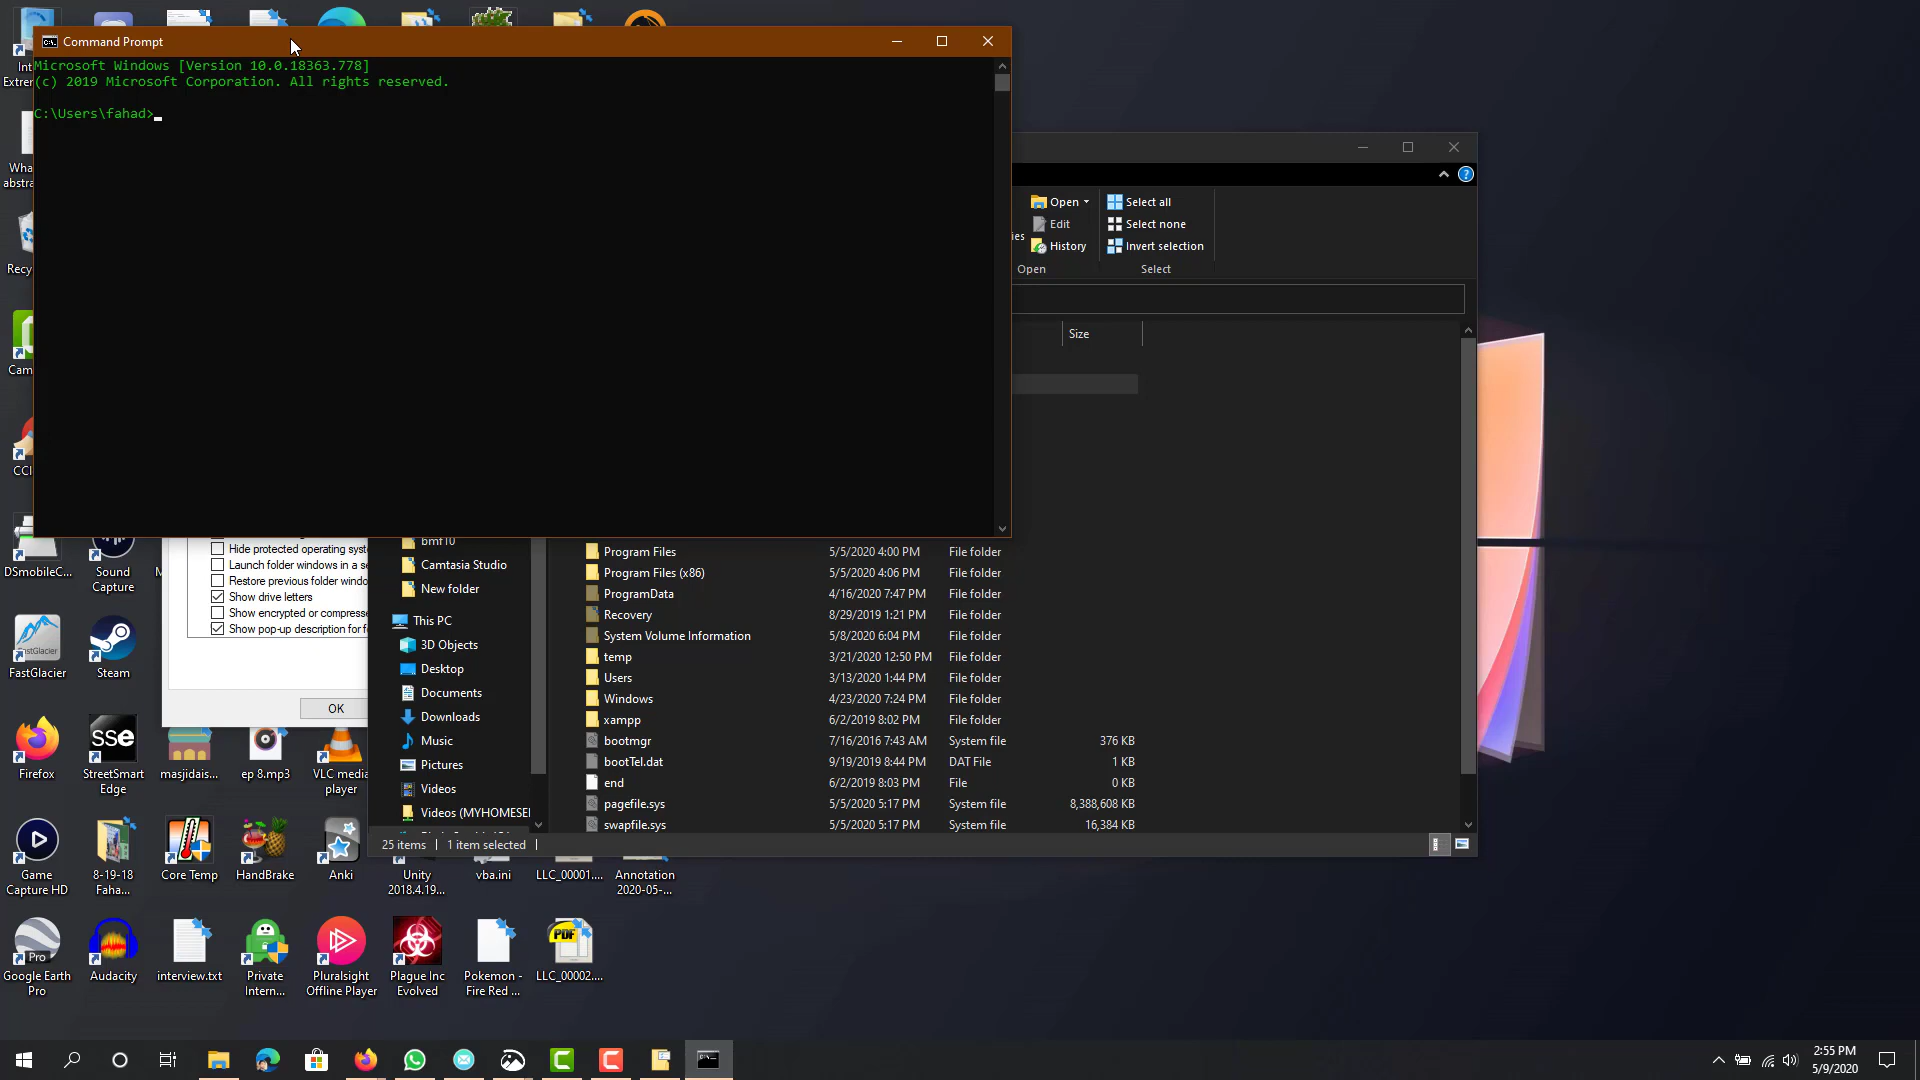 Command Prompt
Microsoft Windows [Version 10.0.18363.778]
(c) 2019 Microsoft Corporation. All rights reserved.
C:\Users\fahad>
Open
Edit
History
Select all
Select none
Invert selection
Open
Select
Size
Recy
Cam
DSmobileC...
Sound
Capture
FastGlacier
Steam
Hide protected operating syst
Launch folder windows in a se
Restore previous folder windo
Show drive letters
Show encrypted or compresse
Show pop-up description for fo
OK
bmf10
Camtasia Studio
New folder
This PC
3D Objects
Desktop
Documents
Downloads
Music
Pictures
Videos
Videos (MYHOMESE
Program Files 5/5/2020 4:00 PM File folder
Program Files (x86) 5/5/2020 4:06 PM File folder
ProgramData 4/16/2020 7:47 PM File folder
Recovery 8/29/2019 1:21 PM File folder
System Volume Information 5/8/2020 6:04 PM File folder
temp 3/21/2020 12:50 PM File folder
Users 3/13/2020 1:44 PM File folder
Windows 4/23/2020 7:24 PM File folder
xampp 6/2/2019 8:02 PM File folder
bootmgr 7/16/2016 7:43 AM System file 376 KB
bootTel.dat 9/19/2019 8:44 PM DAT File 1 KB
end 6/2/2019 8:03 PM File 0 KB
pagefile.sys 5/5/2020 5:17 PM System file 8,388,608 KB
swapfile.sys 5/5/2020 5:17 PM System file 16,384 KB
25 items 1 item selected
Firefox
sse
StreetSmart
Edge
masjidais...
ep 8.mp3
VLC media
player
Game
Capture HD
8-19-18
Faha...
Core Temp
HandBrake
Anki
Unity
2018.4.19...
vba.ini
LLC_00001....
Annotation
2020-05-...
Pro
Google Earth
Pro
Audacity
interview.txt
Private
Intern...
Pluralsight
Offline Player
Plague Inc
Evolved
Pokemon -
Fire Red ...
PDF
LLC_00002....
2:55 PM
5/9/2020